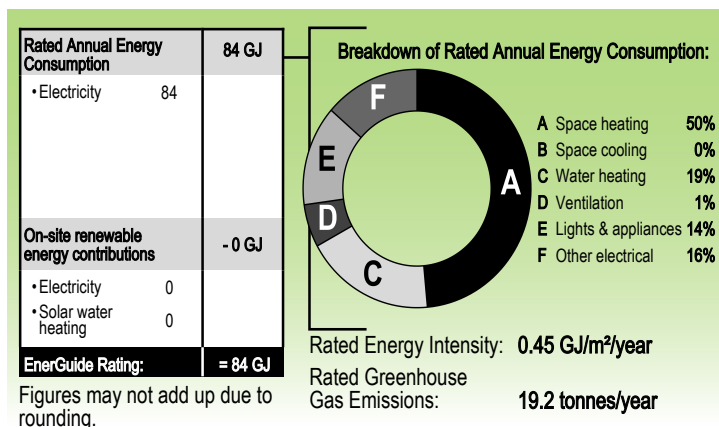 Rated Annual Energy
Consumption
84 GJ
• Electricity 84
On-site renewable
energy contributions
- 0 GJ
• Electricity 0
• Solar water
heating 0
EnerGuide Rating: = 84 GJ
Figures may not add up due to
rounding.
Breakdown of Rated Annual Energy Consumption:
F
E
D
C
A
A Space heating 50%
B Space cooling 0%
C Water heating 19%
D Ventilation 1%
E Lights & appliances 14%
F Other electrical 16%
Rated Energy Intensity: 0.45 GJ/m²/year
Rated Greenhouse
Gas Emissions: 19.2 tonnes/year